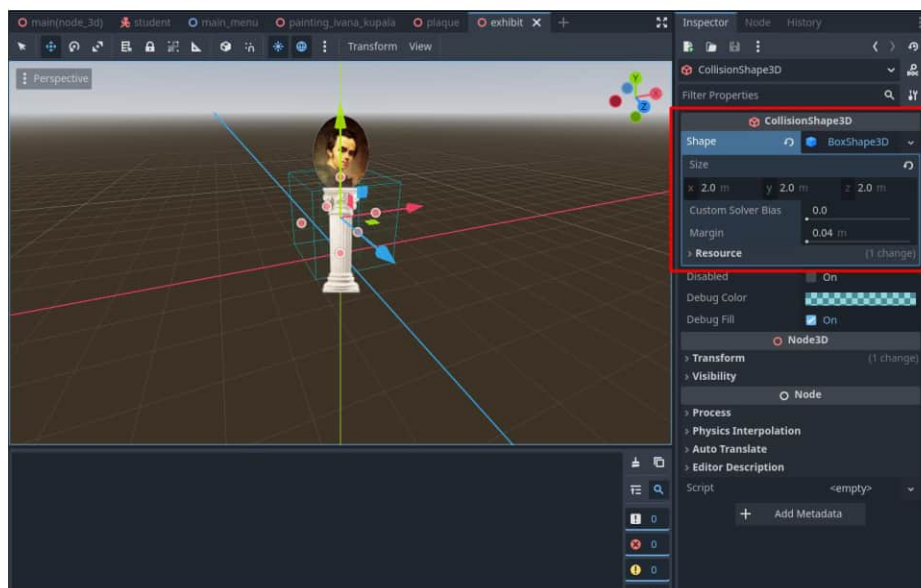 main(node_3d) student main_menu painting_ivana_kupala plaque exhibit
Inspector Node History
Transform View
Perspective
Y
X
Z
CollisionShape3D
DOC
Filter Properties
CollisionShape3D
Shape BoxShape3D
Size
x 2.0 m y 2.0 m z 2.0 m
Custom Solver Bias 0.0
Margin 0.04 m
> Resource (1 change)
Disabled On
Debug Color
Debug Fill On
Node3D
> Transform (1 change)
> Visibility
Node
> Process
> Physics Interpolation
> Auto Translate
> Editor Description
Script <empty>
+ Add Metadata
0
0
0